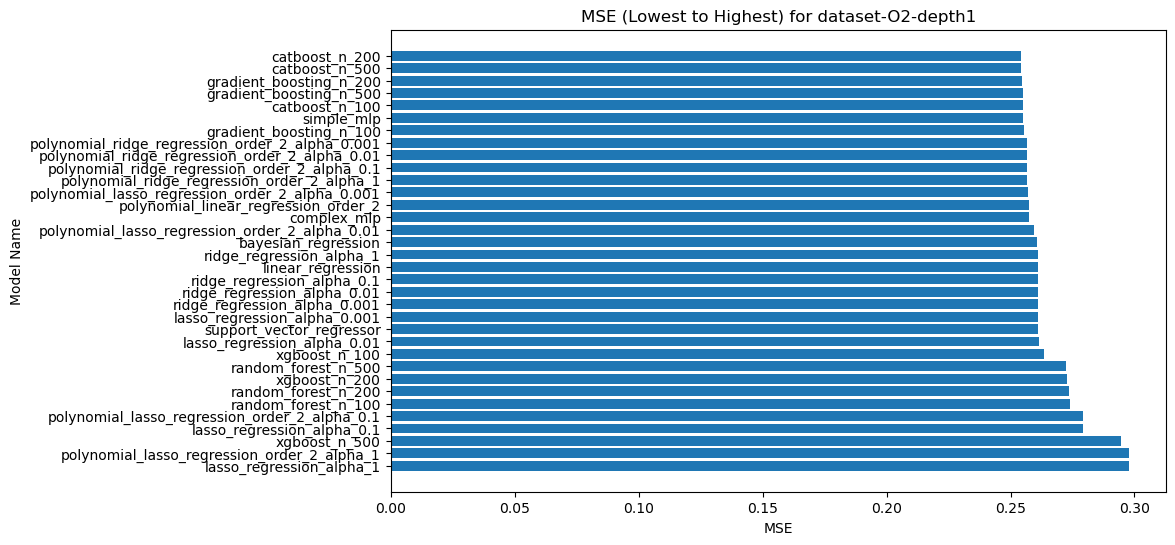 MSE (Lowest to Highest) for dataset-O2-depth1
catboost_n_200
catboost_n_500
gradient_boosting_n_200
gradient_boosting_n_500
catboost_n_100
simple_mlp
gradient_boosting_n_100
polynomial_ridge_regression_order_2_alpha_0.001
polynomial_ridge_regression_order_2_alpha_0.01
polynomial_ridge_regression_order_2_alpha_0.1
polynomial_ridge_regression_order_2_alpha_1
polynomial_lasso_regression_order_2_alpha_0.001
polynomial_linear_regression_order_2
complex_mlp
polynomial_lasso_regression_order_2_alpha_0.01
bayesian_regression
ridge_regression_alpha_1
linear_regression
ridge_regression_alpha_0.1
ridge_regression_alpha_0.01
ridge_regression_alpha_0.001
lasso_regression_alpha_0.001
support_vector_regressor
lasso_regression_alpha_0.01
xgboost_n_100
random_forest_n_500
xgboost_n_200
random_forest_n_200
random_forest_n_100
polynomial_lasso_regression_order_2_alpha_0.1
lasso_regression_alpha_0.1
xgboost_n_500
polynomial_lasso_regression_order_2_alpha_1
lasso_regression_alpha_1
Model Name
0.00 0.05 0.10 0.15 0.20 0.25 0.30
MSE